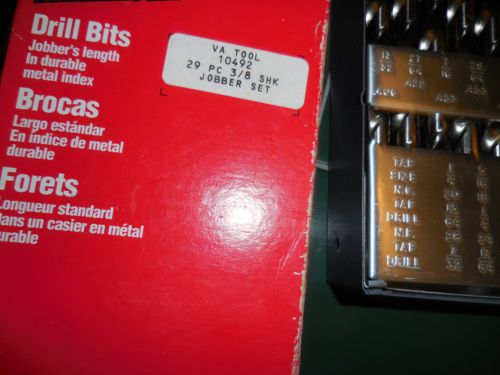 Drill Bits
Jobber's length
In durable
metal index
VA TOOL
10492
29 PC 3/8 SHK
JOBBER SET
Brocas
Largo estándar
En indice de metal
durable
Forets
Longueur standard
Dans un casier en métal
durable
TAP
SIZE
N.C.
TAP
DRILL
N.F.
TAP
DRILL